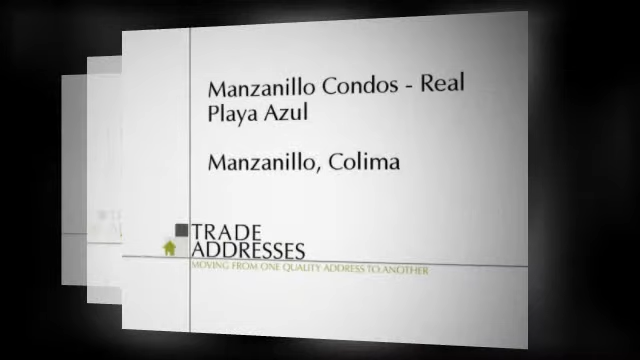 Manzanillo Condos - Real
Playa Azul
Manzanillo, Colima
TRADE
ADDRESSES
MOVING FROM ONE QUALITY ADDRESS TO ANOTHER